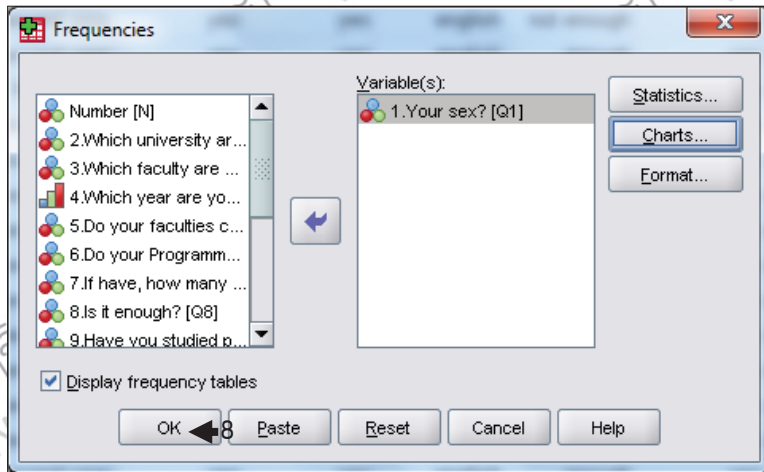 Frequencies
Variable(s):
Number [N]
2.Which university ar...
3.Which faculty are ...
4.Which year are yo...
5.Do your faculties c...
6.Do your Programm...
7.If have, how many ...
8.Is it enough? [Q8]
9.Have you studied p...
1.Your sex? [Q1]
Statistics...
Charts...
Format...
Display frequency tables
OK
8
Paste
Reset
Cancel
Help